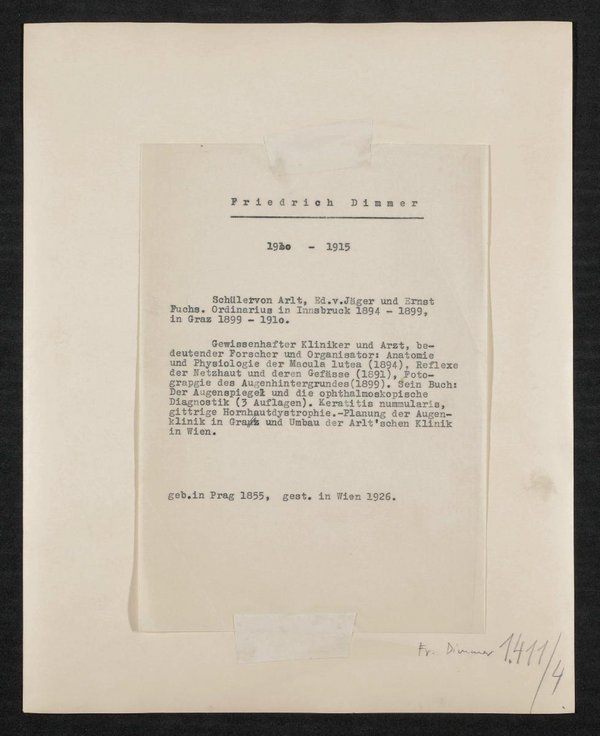 Friedrich Dimmer
1910 - 1915
Schülervon Arlt, Ed.v.Jäger und Ernst
Fuchs. Ordinarius in Innsbruck 1894 - 1899,
in Graz 1899 - 191o.
Gewissenhafter Kliniker und Arzt, be-
deutender Forscher und Organisator: Anatomie
und Physiologie der Macula lutea (1894), Reflexe
der Netzhaut und deren Gefässe (1891), Foto-
grapgie des Augenhintergrundes(1899). Sein Buch:
Der Augenspiegel und die ophthalmoskopische
Diagnostik (3 Auflagen). Keratitis nummularis,
gittrige Hornhautdystrophie.-Planung der Augen-
klinik in Graz und Umbau der Arlt'schen Klinik
in Wien.
geb.in Prag 1855, gest. in Wien 1926.
Fr. Dimmer 1.411/4